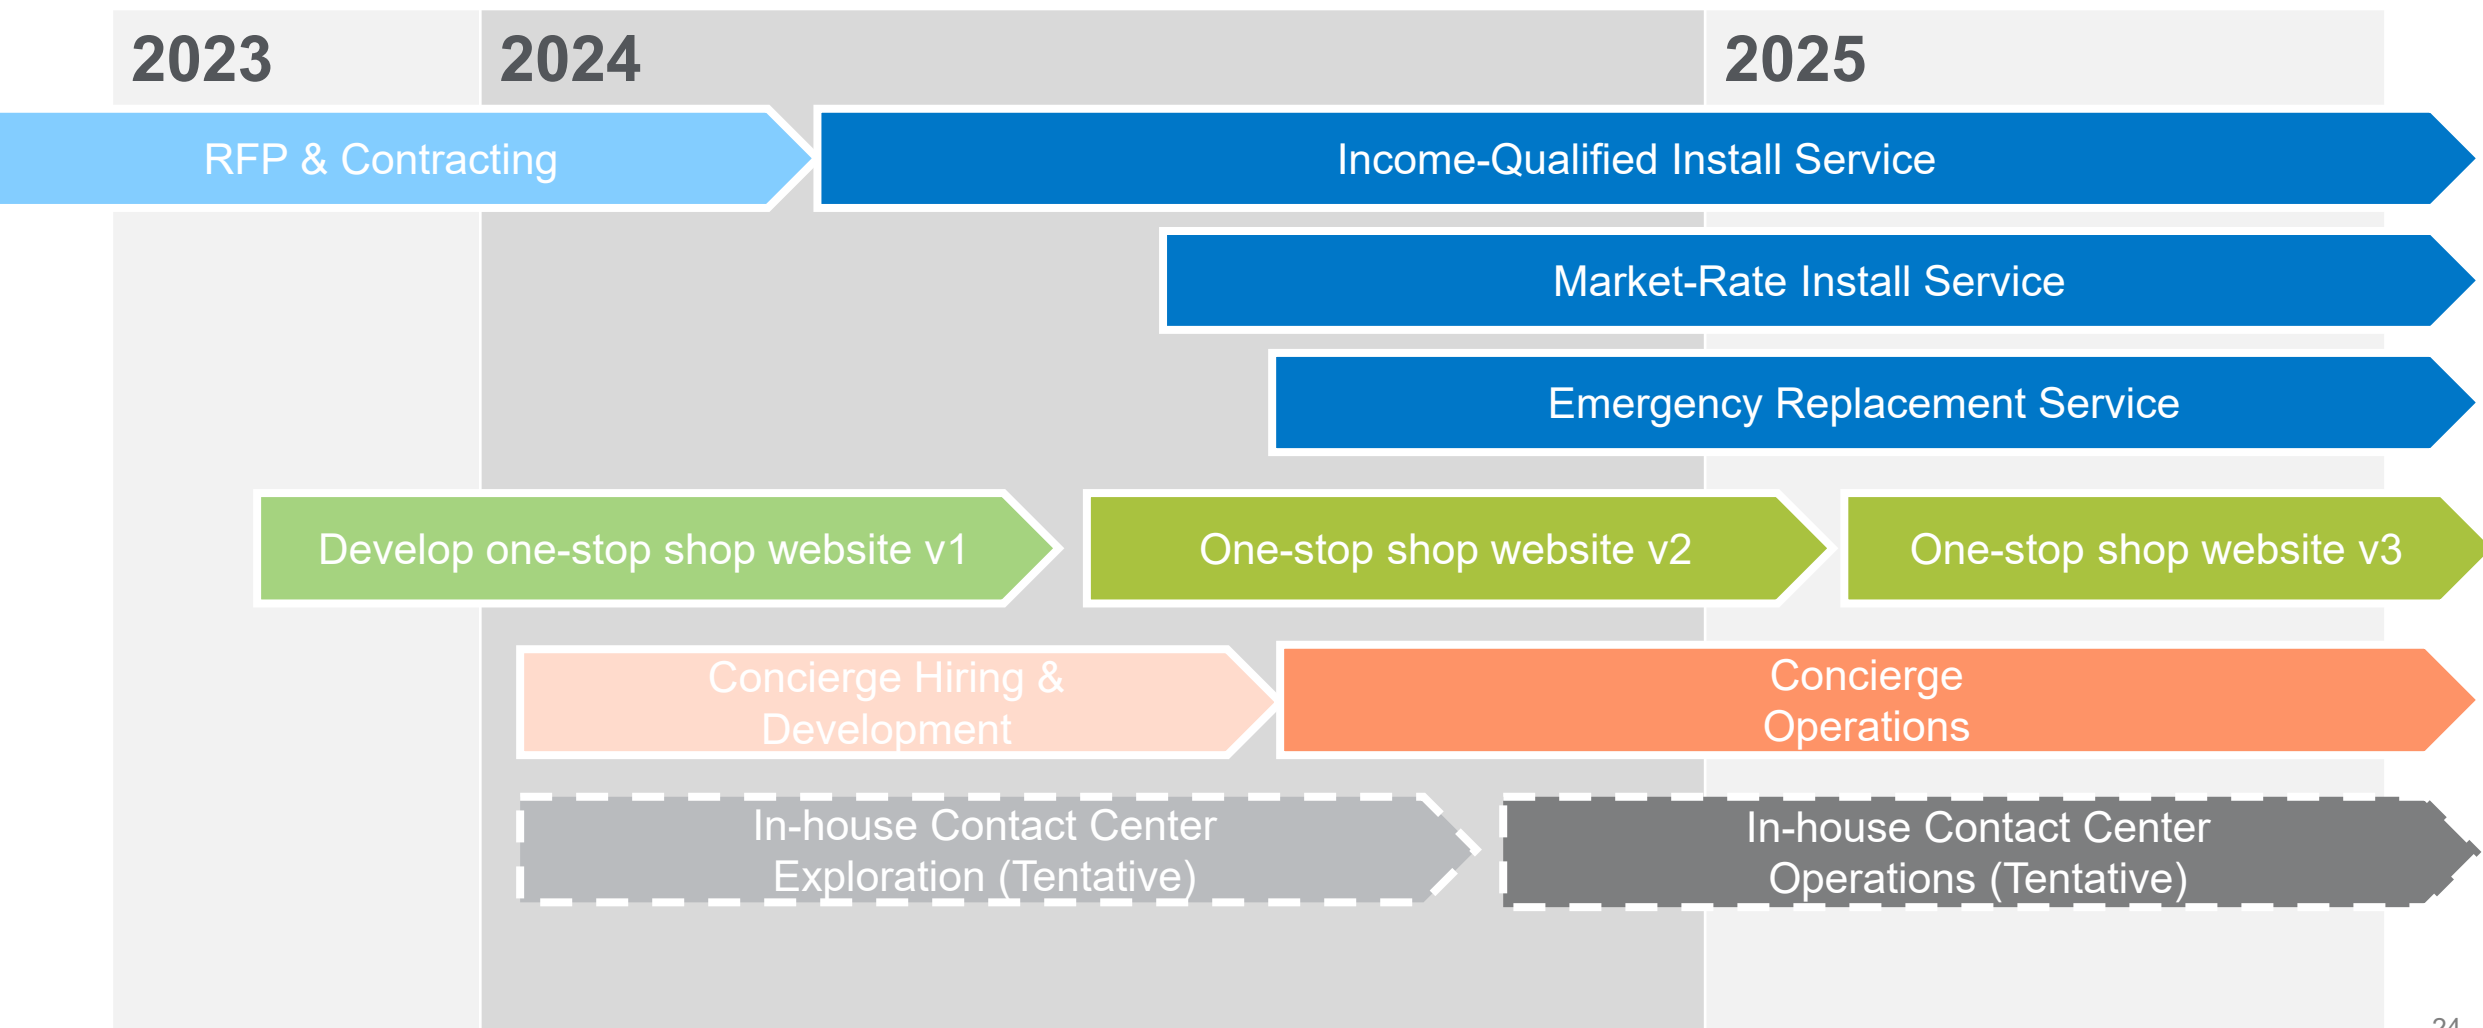 2023
2024
2025
RFP & Contracting
Income-Qualified Install Service
Market-Rate Install Service
Emergency Replacement Service
Develop one-stop shop website v1
One-stop shop website v2
One-stop shop website v3
Concierge Hiring &
Development
Concierge
Operations
In-house Contact Center
Exploration (Tentative)
In-house Contact Center
Operations (Tentative)
24